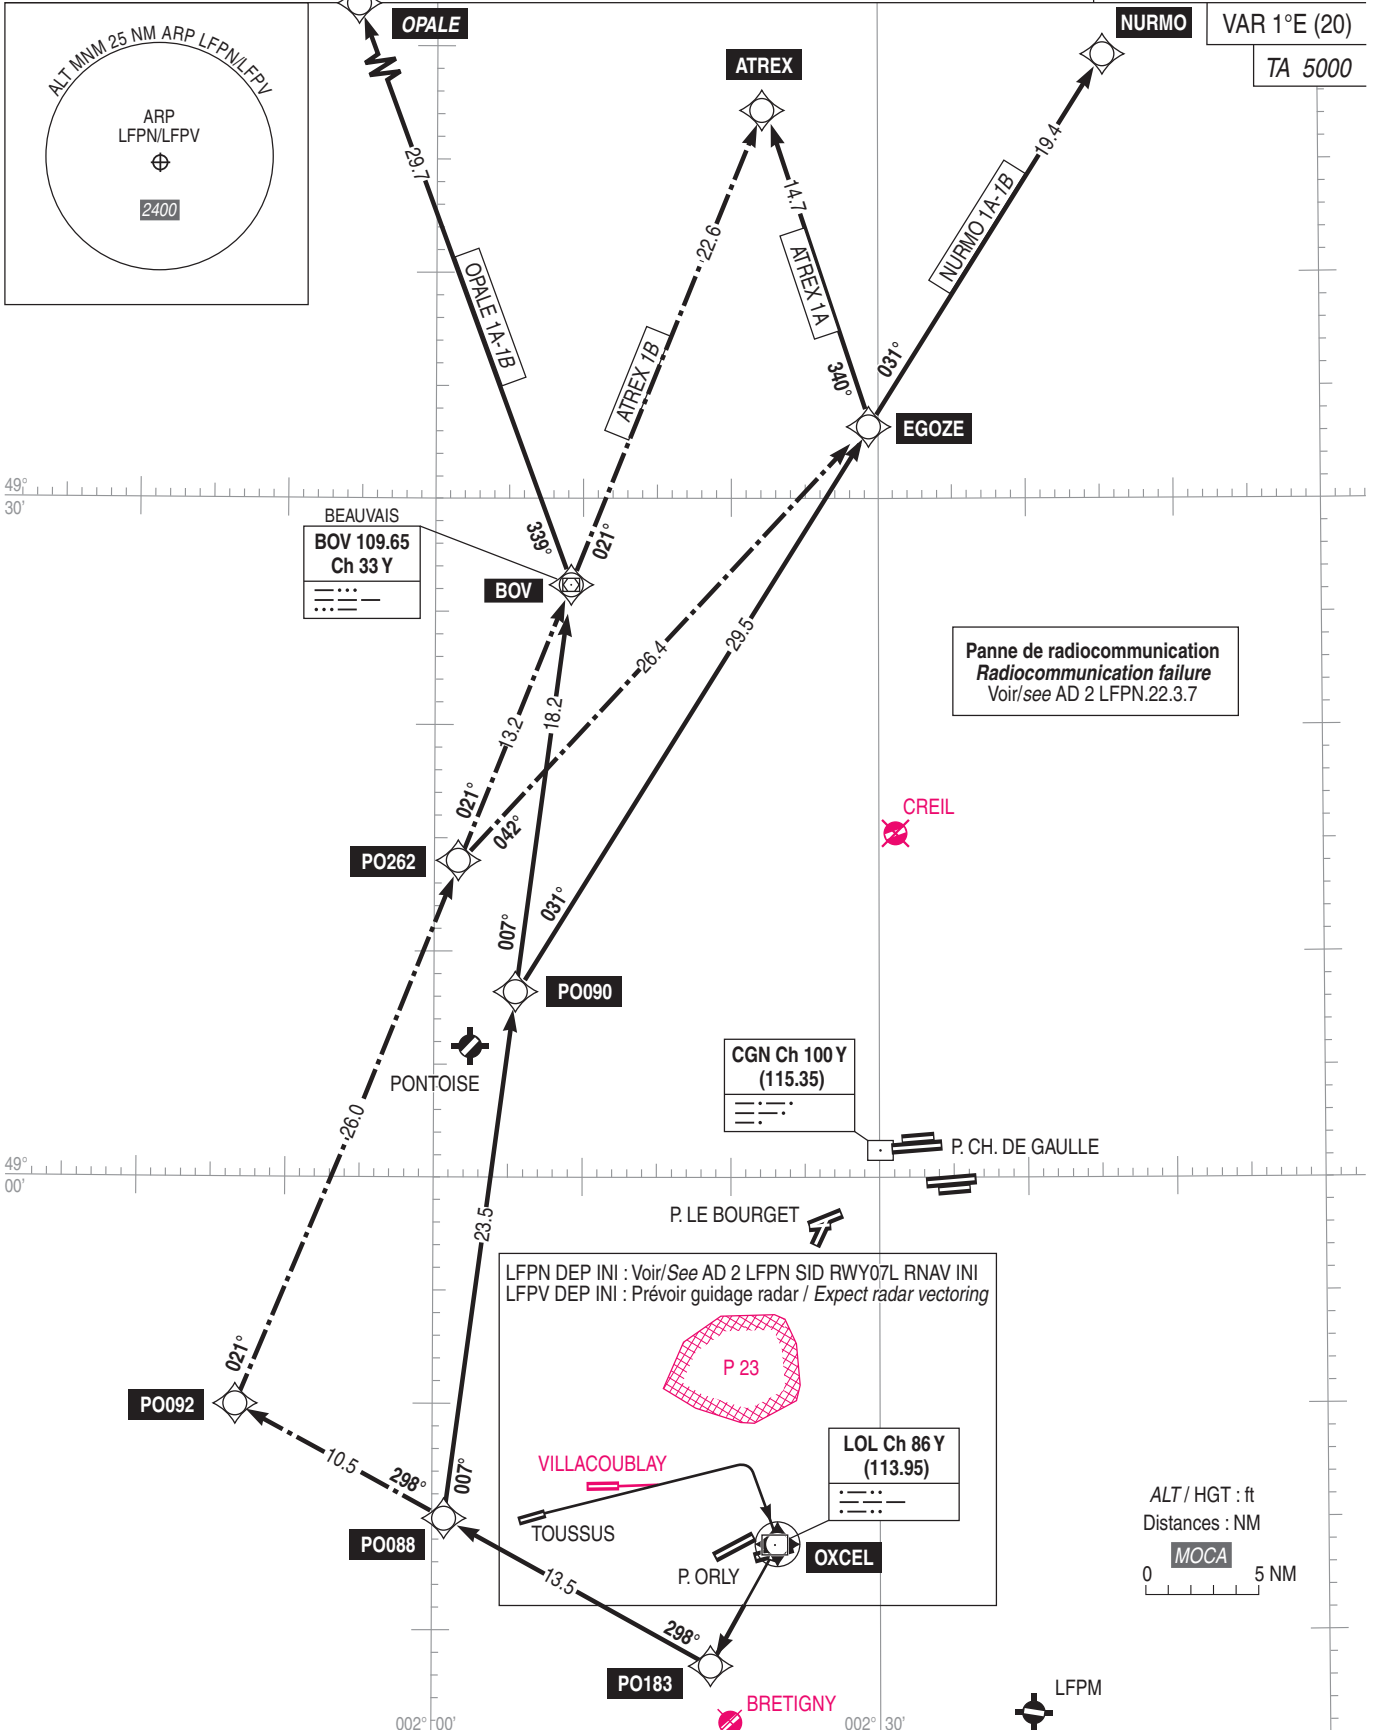 OPALE
NURMO
VAR 1°E (20)
TA 5000
ALT MNM 25 NM ARP LFPN/LFPV
ARP
LFPN/LFPV
2400
ATREX
29.7
22.6
14.7
19.4
OPALE 1A-1B
ATREX 1B
ATREX 1A
NURMO 1A-1B
340°
031°
EGOZE
49°
30'
BEAUVAIS
BOV 109.65
Ch 33 Y
339°
021°
BOV
26.4
29.5
Panne de radiocommunication
Radiocommunication failure
Voir/see AD 2 LFPN.22.3.7
13.2
18.2
021°
042°
CREIL
PO262
007°
031°
PO090
PONTOISE
CGN Ch 100 Y
(115.35)
26.0
P. CH. DE GAULLE
49°
00'
23.5
P. LE BOURGET
LFPN DEP INI : Voir/See AD 2 LFPN SID RWY07L RNAV INI
LFPV DEP INI : Prévoir guidage radar / Expect radar vectoring
P 23
021°
PO092
10.5
298°
007°
VILLACOUBLAY
LOL Ch 86 Y
(113.95)
TOUSSUS
PO088
P. ORLY
OXCEL
ALT / HGT : ft
Distances : NM
MOCA
0 5 NM
13.5
298°
PO183
BRETIGNY
LFPM
002° 00'
002° 30'